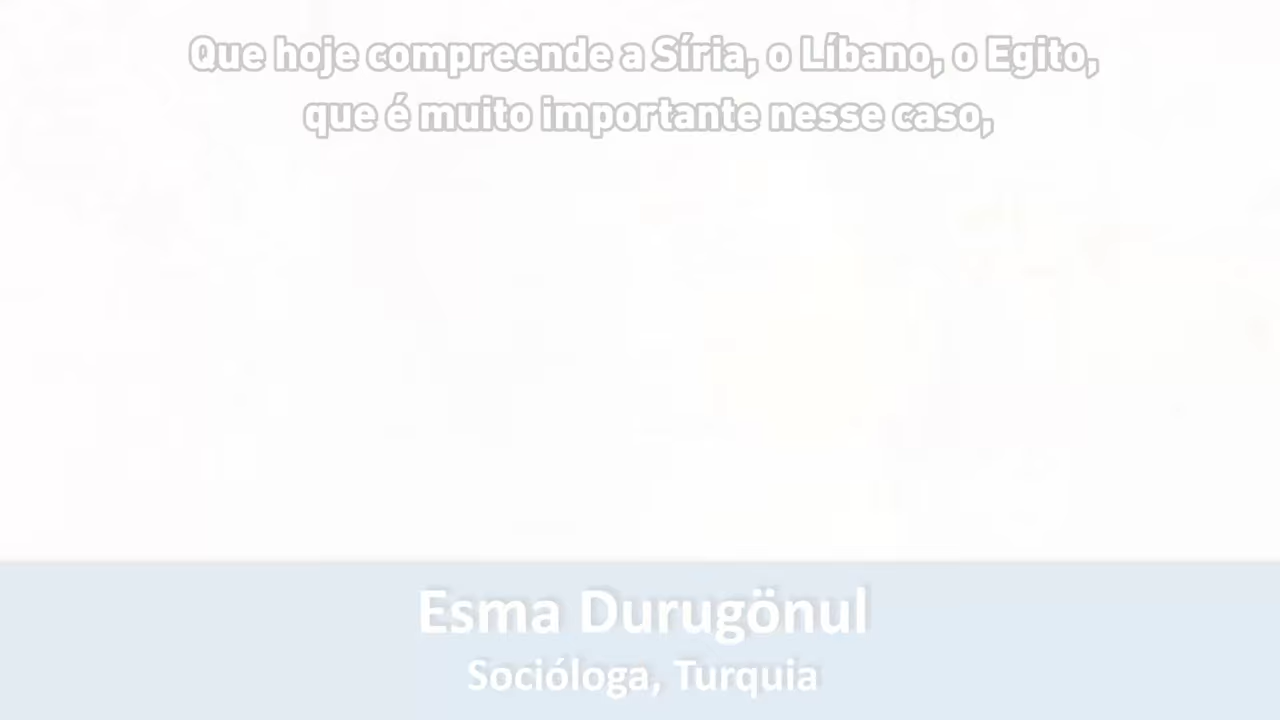 Que hoje compreende a Síria, o Líbano, o Egito,
que é muito importante nesse caso,
Esma Durugönul
Socióloga, Turquia